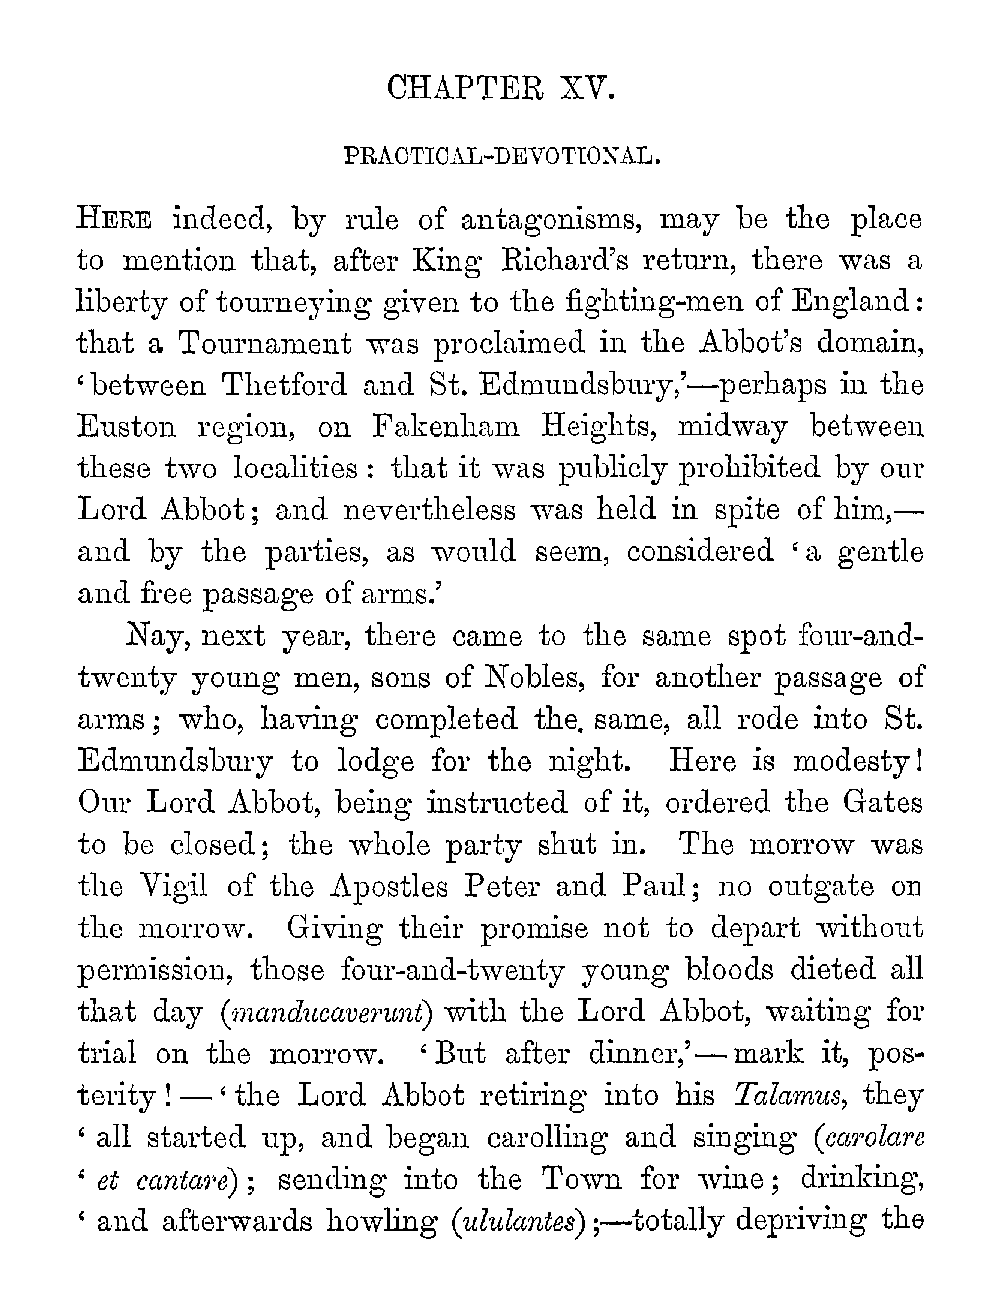 CHAPTER XV.
PRACTICAL-DEVOTIONAL.
HERE indeed, by rule of antagonisms, may be the place
to mention that, after King Richard's return, there was a
liberty of tourneying given to the fighting-men of England:
that a Tournament was proclaimed in the Abbot's domain,
‘between Thetford and St. Edmundsbury,’—perhaps in the
Euston region, on Fakenham Heights, midway between
these two localities: that it was publicly prohibited by our
Lord Abbot; and nevertheless was held in spite of him,—
and by the parties, as would seem, considered ‘a gentle
and free passage of arms.’
Nay, next year, there came to the same spot four-and-
twenty young men, sons of Nobles, for another passage of
arms; who, having completed the. same, all rode into St.
Edmundsbury to lodge for the night. Here is modesty!
Our Lord Abbot, being instructed of it, ordered the Gates
to be closed; the whole party shut in. The morrow was
the Vigil of the Apostles Peter and Paul; no outgate on
the morrow. Giving their promise not to depart without
permission, those four-and-twenty young bloods dieted all
that day (manducaverunt) with the Lord Abbot, waiting for
trial on the morrow. ‘But after dinner,’—mark it, pos-
terity!—‘the Lord Abbot retiring into his Talamus, they
‘ all started up, and began carolling and singing (carolare
‘ et cantare); sending into the Town for wine; drinking,
‘ and afterwards howling (ululantes);—totally depriving the